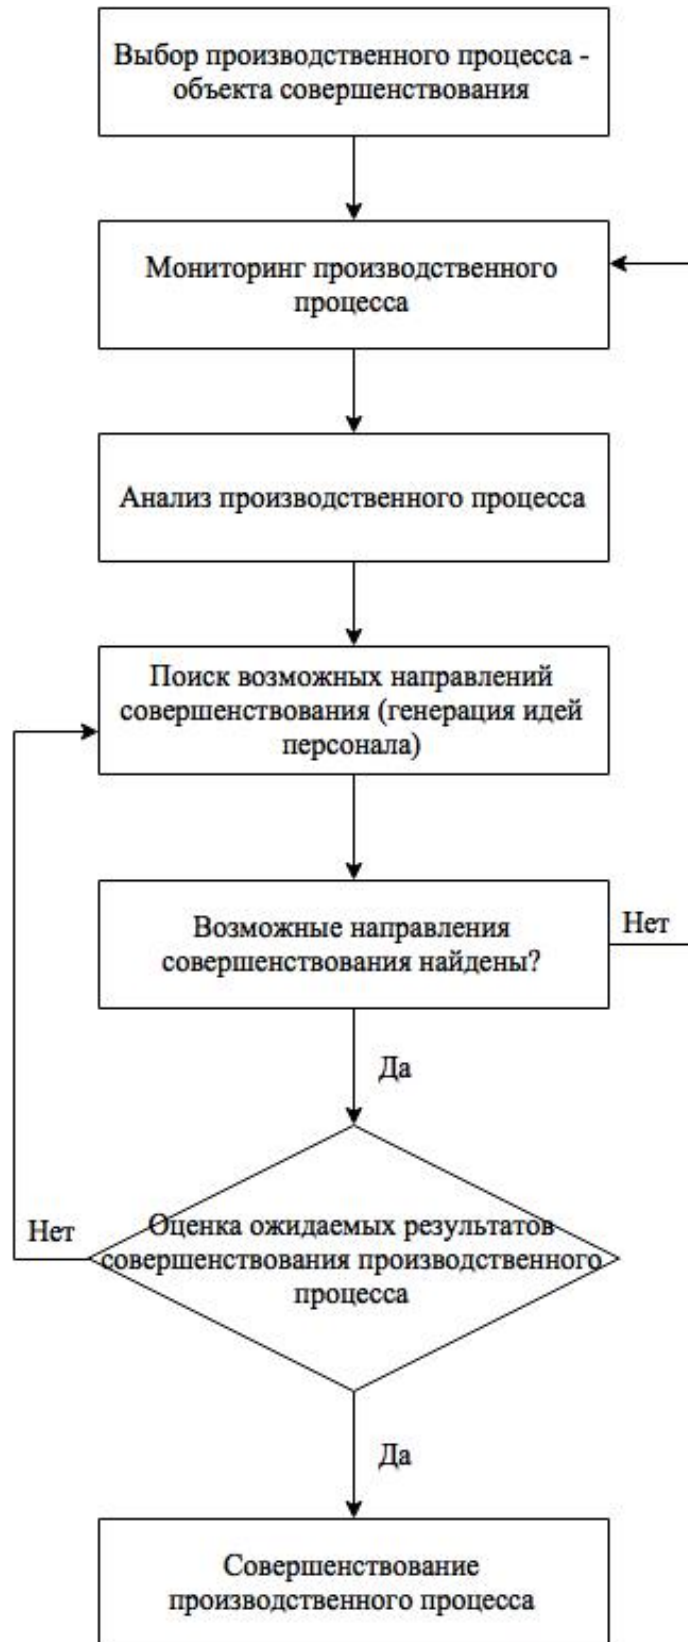 Выбор производственного процесса -
объекта совершенствования
Мониторинг производственного
процесса
Анализ производственного процесса
Поиск возможных направлений
совершенствования (генерация идей
персонала)
Возможные направления
совершенствования найдены?
Нет
Да
Нет
Оценка ожидаемых результатов
совершенствования производственного
процесса
Да
Совершенствование
производственного процесса